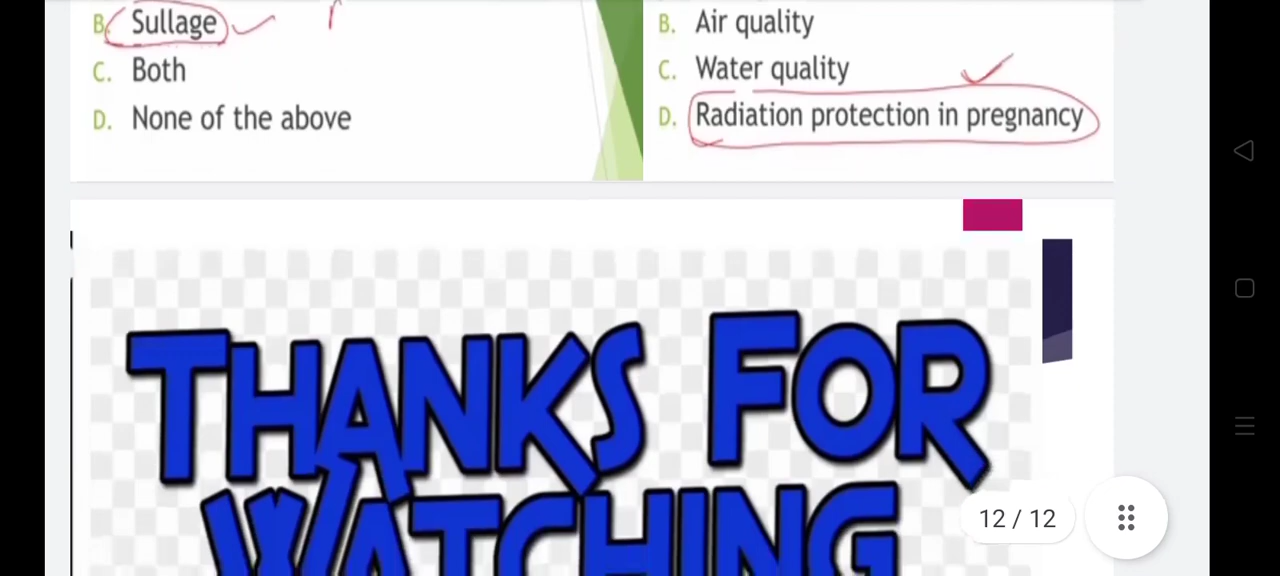 B. Sullage
C. Both
D. None of the above
B. Air quality
C. Water quality
D. Radiation protection in pregnancy
THANKS FOR
WATCHING
12 / 12